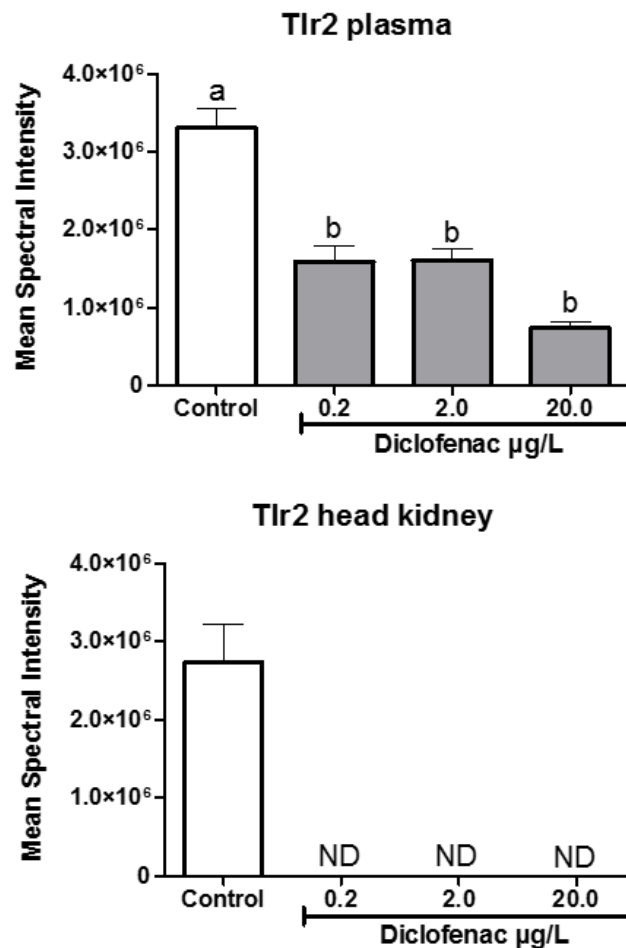 Tlr2 plasma
Mean Spectral Intensity
4.0×10⁶
3.0×10⁶
2.0×10⁶
1.0×10⁶
0
a
b
b
b
Control 0.2 2.0 20.0
Diclofenac µg/L
Tlr2 head kidney
Mean Spectral Intensity
4.0×10⁶
3.0×10⁶
2.0×10⁶
1.0×10⁶
0
ND ND ND
Control 0.2 2.0 20.0
Diclofenac µg/L